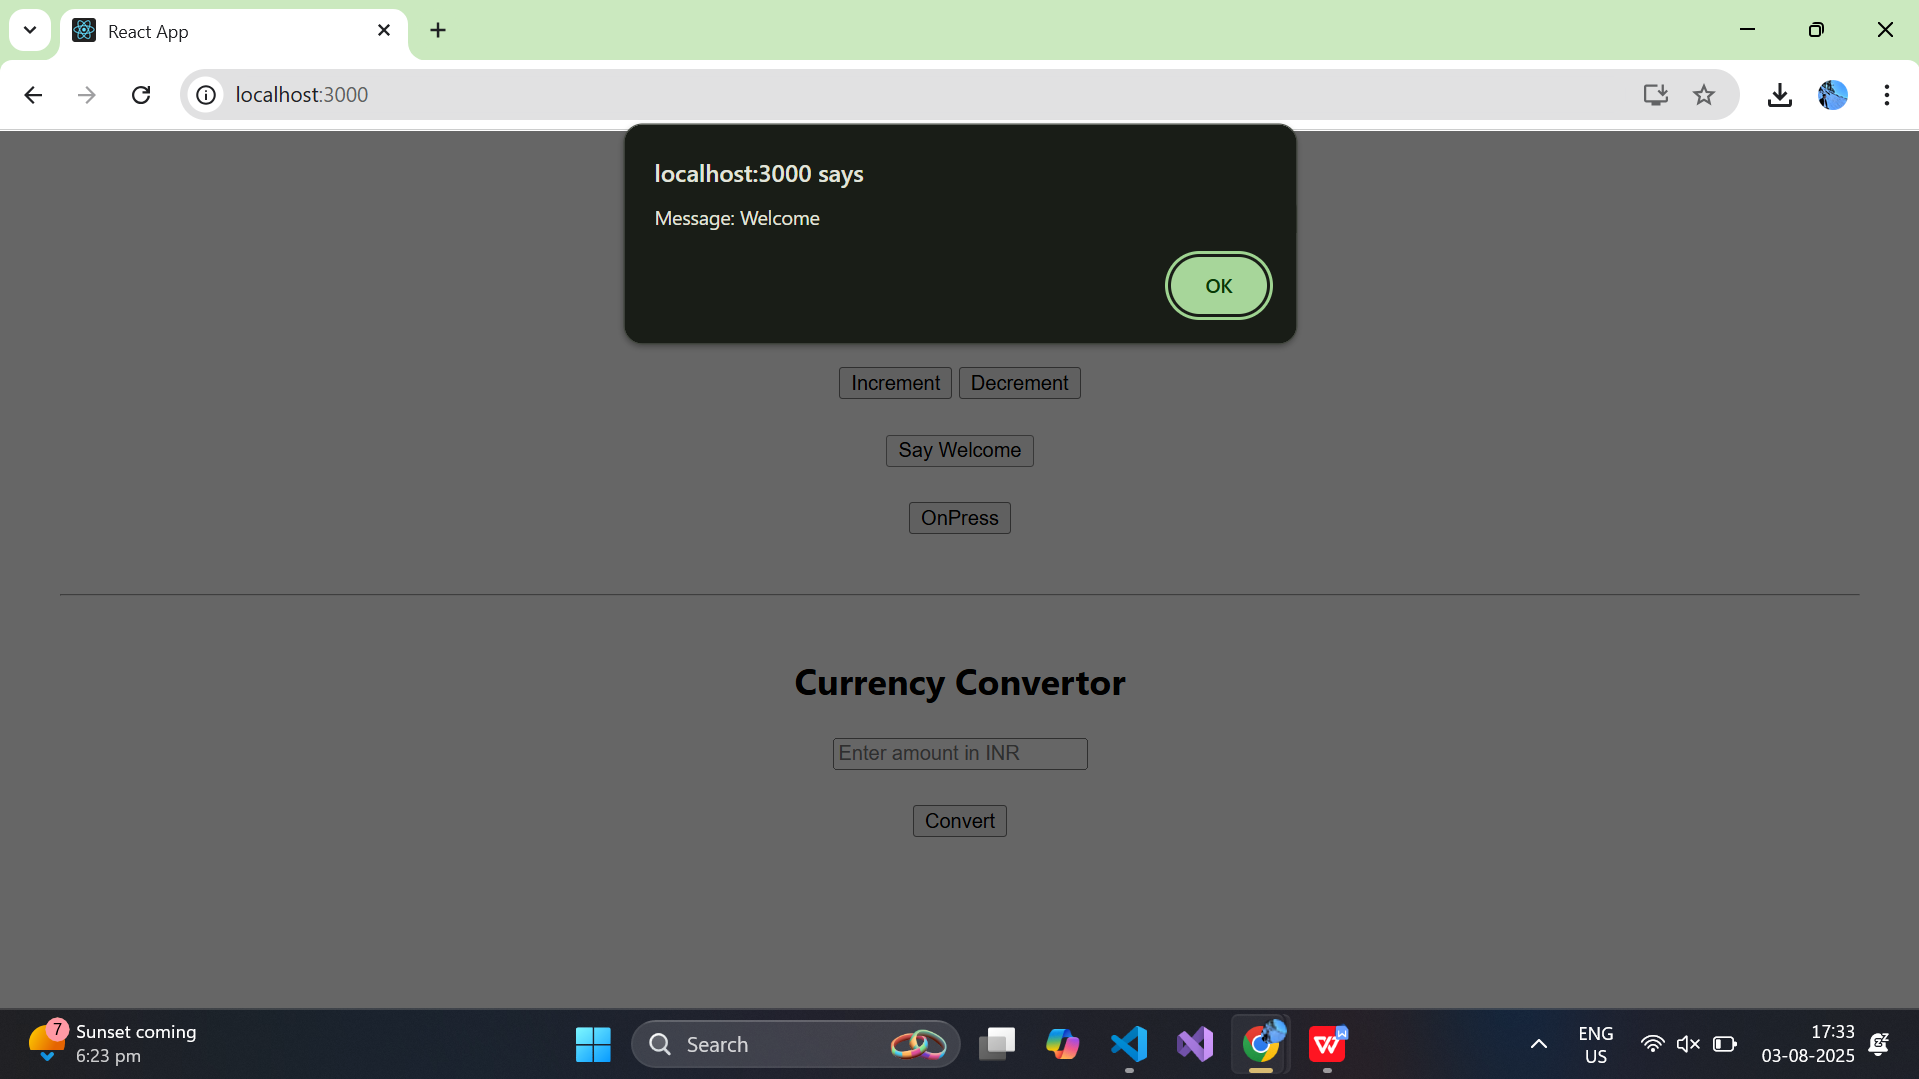 React App
localhost:3000
localhost:3000 says
Message: Welcome
OK
Increment Decrement
Say Welcome
OnPress
Currency Convertor
Enter amount in INR
Convert
7
Sunset coming
6:23 pm
Search
ENG
US
17:33
03-08-2025